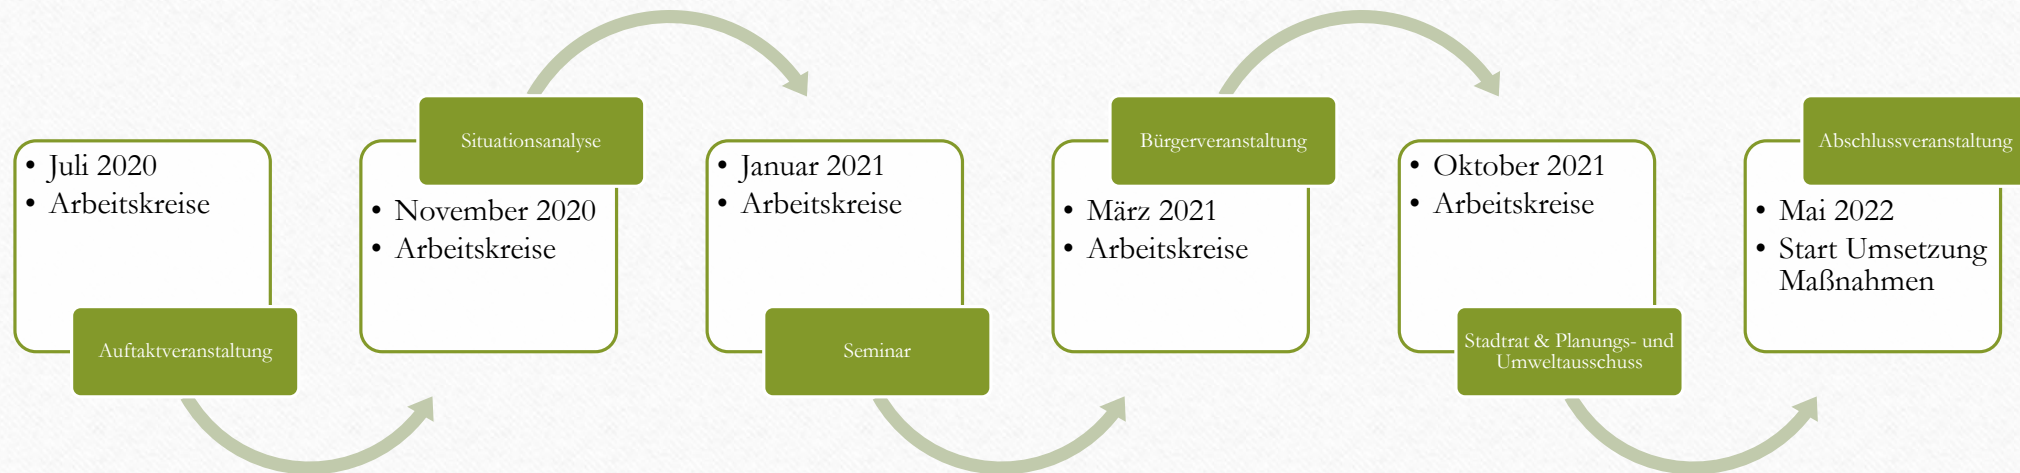 • Juli 2020
• Arbeitskreise
Auftaktveranstaltung
Situationsanalyse
• November 2020
• Arbeitskreise
• Januar 2021
• Arbeitskreise
Seminar
Bürgerveranstaltung
• März 2021
• Arbeitskreise
• Oktober 2021
• Arbeitskreise
Stadtrat & Planungs- und
Umweltausschuss
Abschlussveranstaltung
• Mai 2022
• Start Umsetzung
Maßnahmen